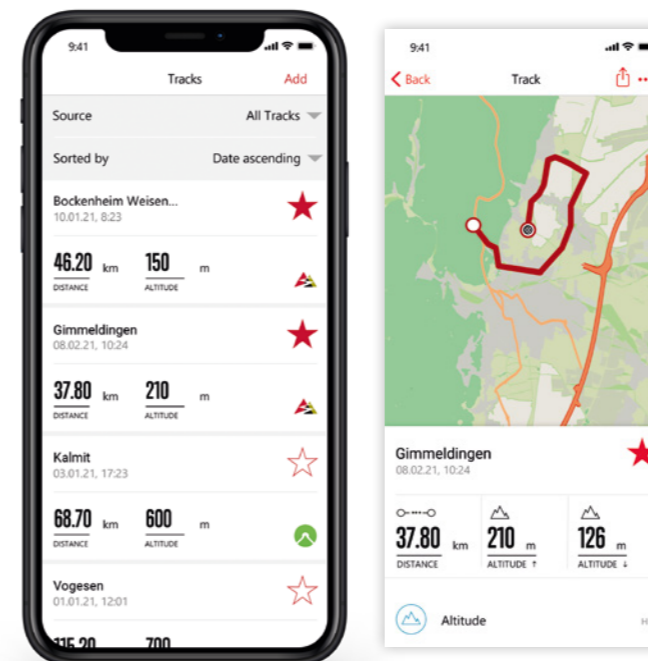 9:41
Tracks
Add
Source
All Tracks
Sorted by
Date ascending
Bockenheim Weisen...
10.01.21, 8:23
46.20 km 150 m
DISTANCE ALTITUDE
Gimmeldingen
08.02.21, 10:24
37.80 km 210 m
DISTANCE ALTITUDE
Kalmit
03.01.21, 17:23
68.70 km 600 m
DISTANCE ALTITUDE
Vogesen
01.01.21, 12:01
115.20 700
9:41
Back
Track
Gimmeldingen
08.02.21, 10:24
37.80 km 210 m 126 m
DISTANCE ALTITUDE ↑ ALTITUDE ↓
Altitude